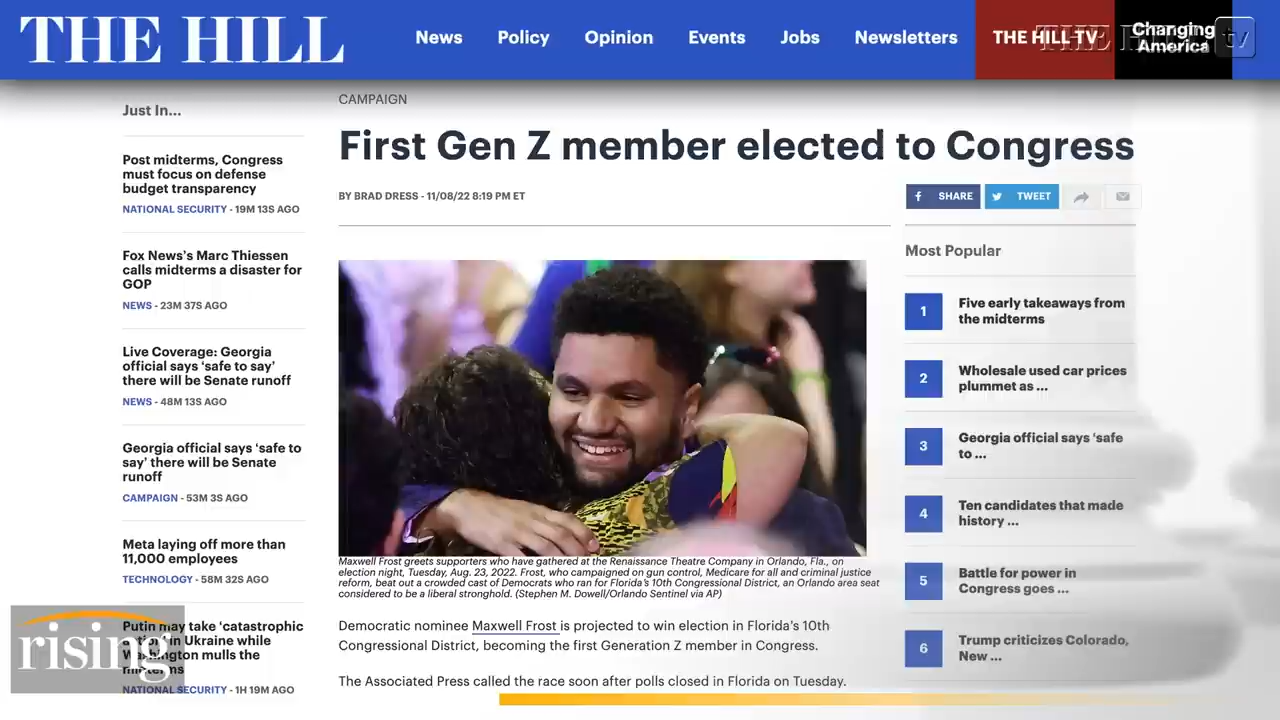 THE HILL
News
Policy
Opinion
Events
Jobs
Newsletters
THE HILL TV
Changing
America
THE HILL tv
Just In...
Post midterms, Congress
must focus on defense
budget transparency
NATIONAL SECURITY - 19M 13S AGO
Fox News's Marc Thiessen
calls midterms a disaster for
GOP
NEWS - 23M 37S AGO
Live Coverage: Georgia
official says 'safe to say'
there will be Senate runoff
NEWS - 48M 13S AGO
Georgia official says 'safe to
say' there will be Senate
runoff
CAMPAIGN - 53M 3S AGO
Meta laying off more than
11,000 employees
TECHNOLOGY - 58M 32S AGO
Putin may take 'catastrophic
action' in Ukraine while
Washington mulls the
midterms
NATIONAL SECURITY - 1H 19M AGO
rising
CAMPAIGN
First Gen Z member elected to Congress
BY BRAD DRESS - 11/08/22 8:19 PM ET
SHARE
TWEET
Maxwell Frost greets supporters who have gathered at the Renaissance Theatre Company in Orlando, Fla., on
election night, Tuesday, Aug. 23, 2022. Frost, who campaigned on gun control, Medicare for all and criminal justice
reform, beat out a crowded cast of Democrats who ran for Florida's 10th Congressional District, an Orlando area seat
considered to be a liberal stronghold. (Stephen M. Dowell/Orlando Sentinel via AP)
Democratic nominee Maxwell Frost is projected to win election in Florida's 10th
Congressional District, becoming the first Generation Z member in Congress.
The Associated Press called the race soon after polls closed in Florida on Tuesday.
Most Popular
1
Five early takeaways from
the midterms
2
Wholesale used car prices
plummet as ...
3
Georgia official says 'safe
to ...
4
Ten candidates that made
history ...
5
Battle for power in
Congress goes ...
6
Trump criticizes Colorado,
New ...